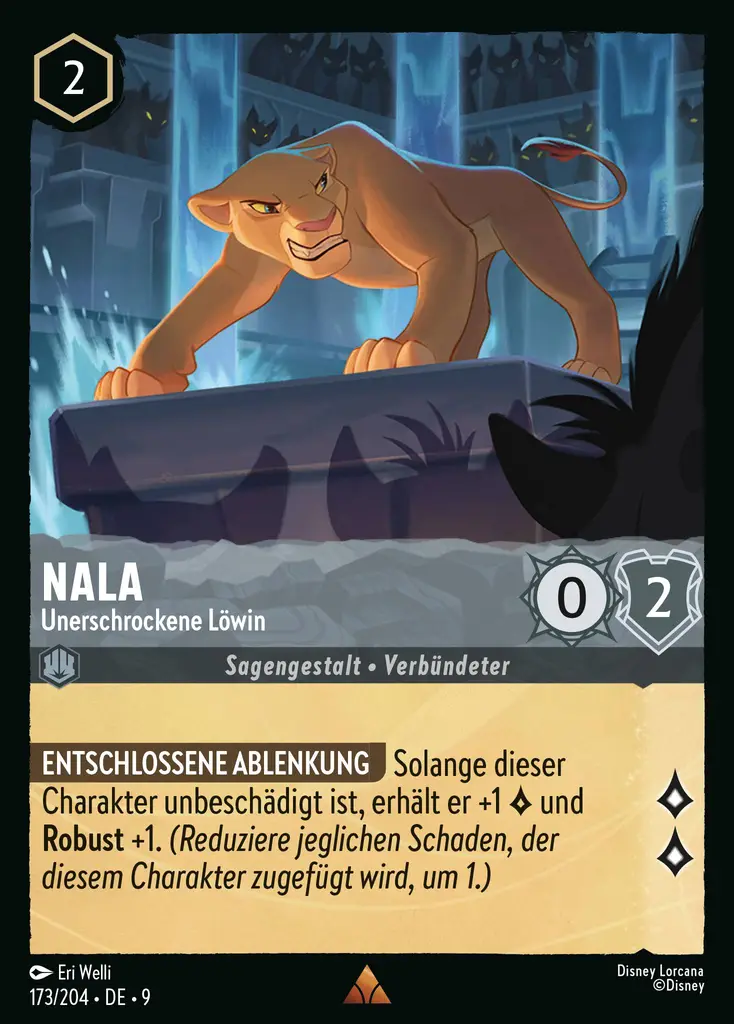 2
NALA
Unerschrockene Löwin
0
2
Sagengestalt • Verbündeter
ENTSCHLOSSENE ABLENKUNG Solange dieser
Charakter unbeschädigt ist, erhält er +1 und
Robust +1. (Reduziere jeglichen Schaden, der
diesem Charakter zugefügt wird, um 1.)
Eri Welli
173/204 • DE • 9
Disney Lorcana
©Disney